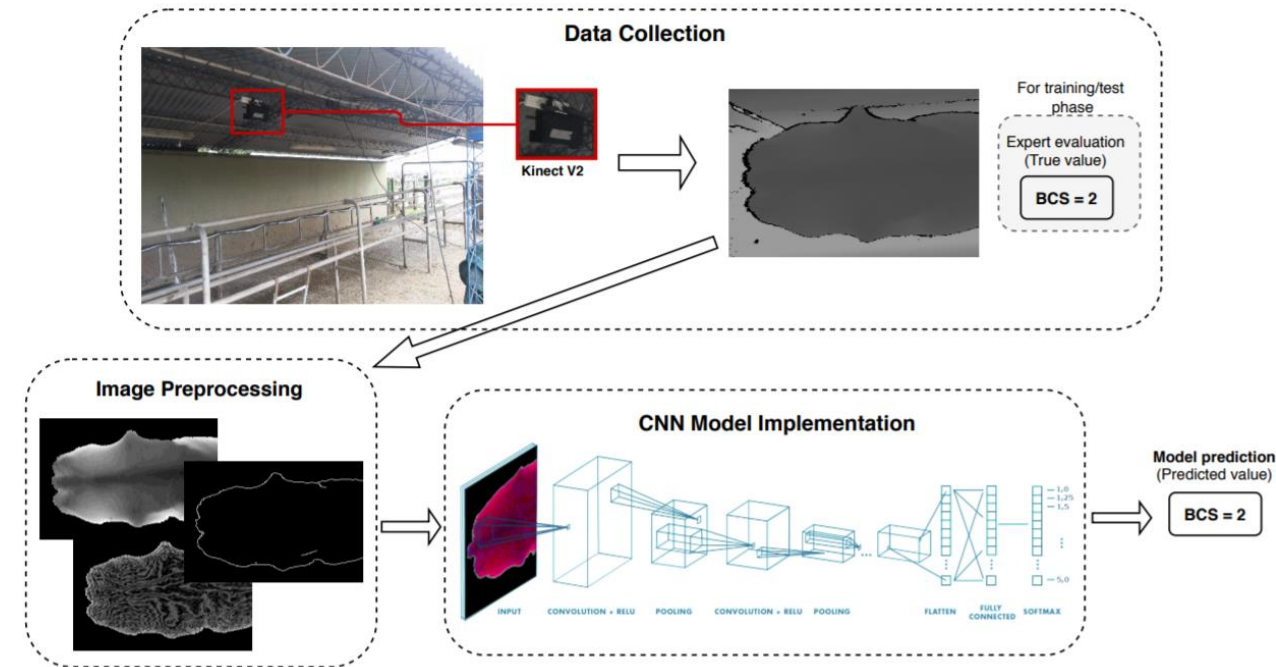 Data Collection
Kinect V2
For training/test
phase
Expert evaluation
(True value)
BCS = 2
Image Preprocessing
CNN Model Implementation
1,0
1,25
1,5
5,0
INPUT
CONVOLUTION + RELU
POOLING
CONVOLUTION + RELU
POOLING
FLATTEN
FULLY
CONNECTED
SOFTMAX
Model prediction
(Predicted value)
BCS = 2